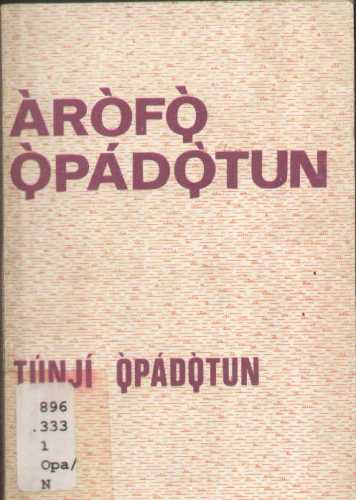 ÀRÒFỌ̀
Ọ̀PÁDỌ̀TUN
TÚNJÍ Ọ̀PÁDỌ̀TUN
896
.333
1
Opa/
N